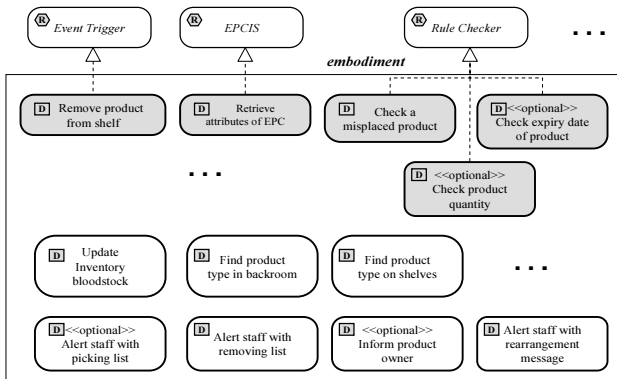 R Event Trigger
R EPCIS
R Rule Checker
. . .
embodiment
D Remove product
from shelf
D Retrieve
attributes of EPC
D Check a
misplaced product
D <<optional>>
Check expiry date
of product
. . .
D <<optional>>
Check product
quantity
D Update
Inventory
bloodstock
D Find product
type in backroom
D Find product
type on shelves
. . .
D <<optional>>
Alert staff with
picking list
D Alert staff with
removing list
D <<optional>>
Inform product
owner
D Alert staff with
rearrangement
message